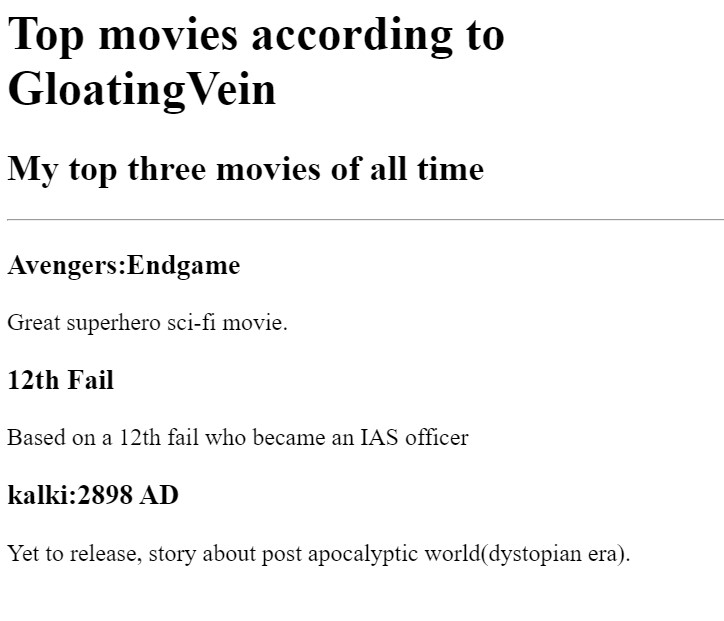 Top movies according to
GloatingVein
My top three movies of all time
Avengers:Endgame
Great superhero sci-fi movie.
12th Fail
Based on a 12th fail who became an IAS officer
kalki:2898 AD
Yet to release, story about post apocalyptic world(dystopian era).